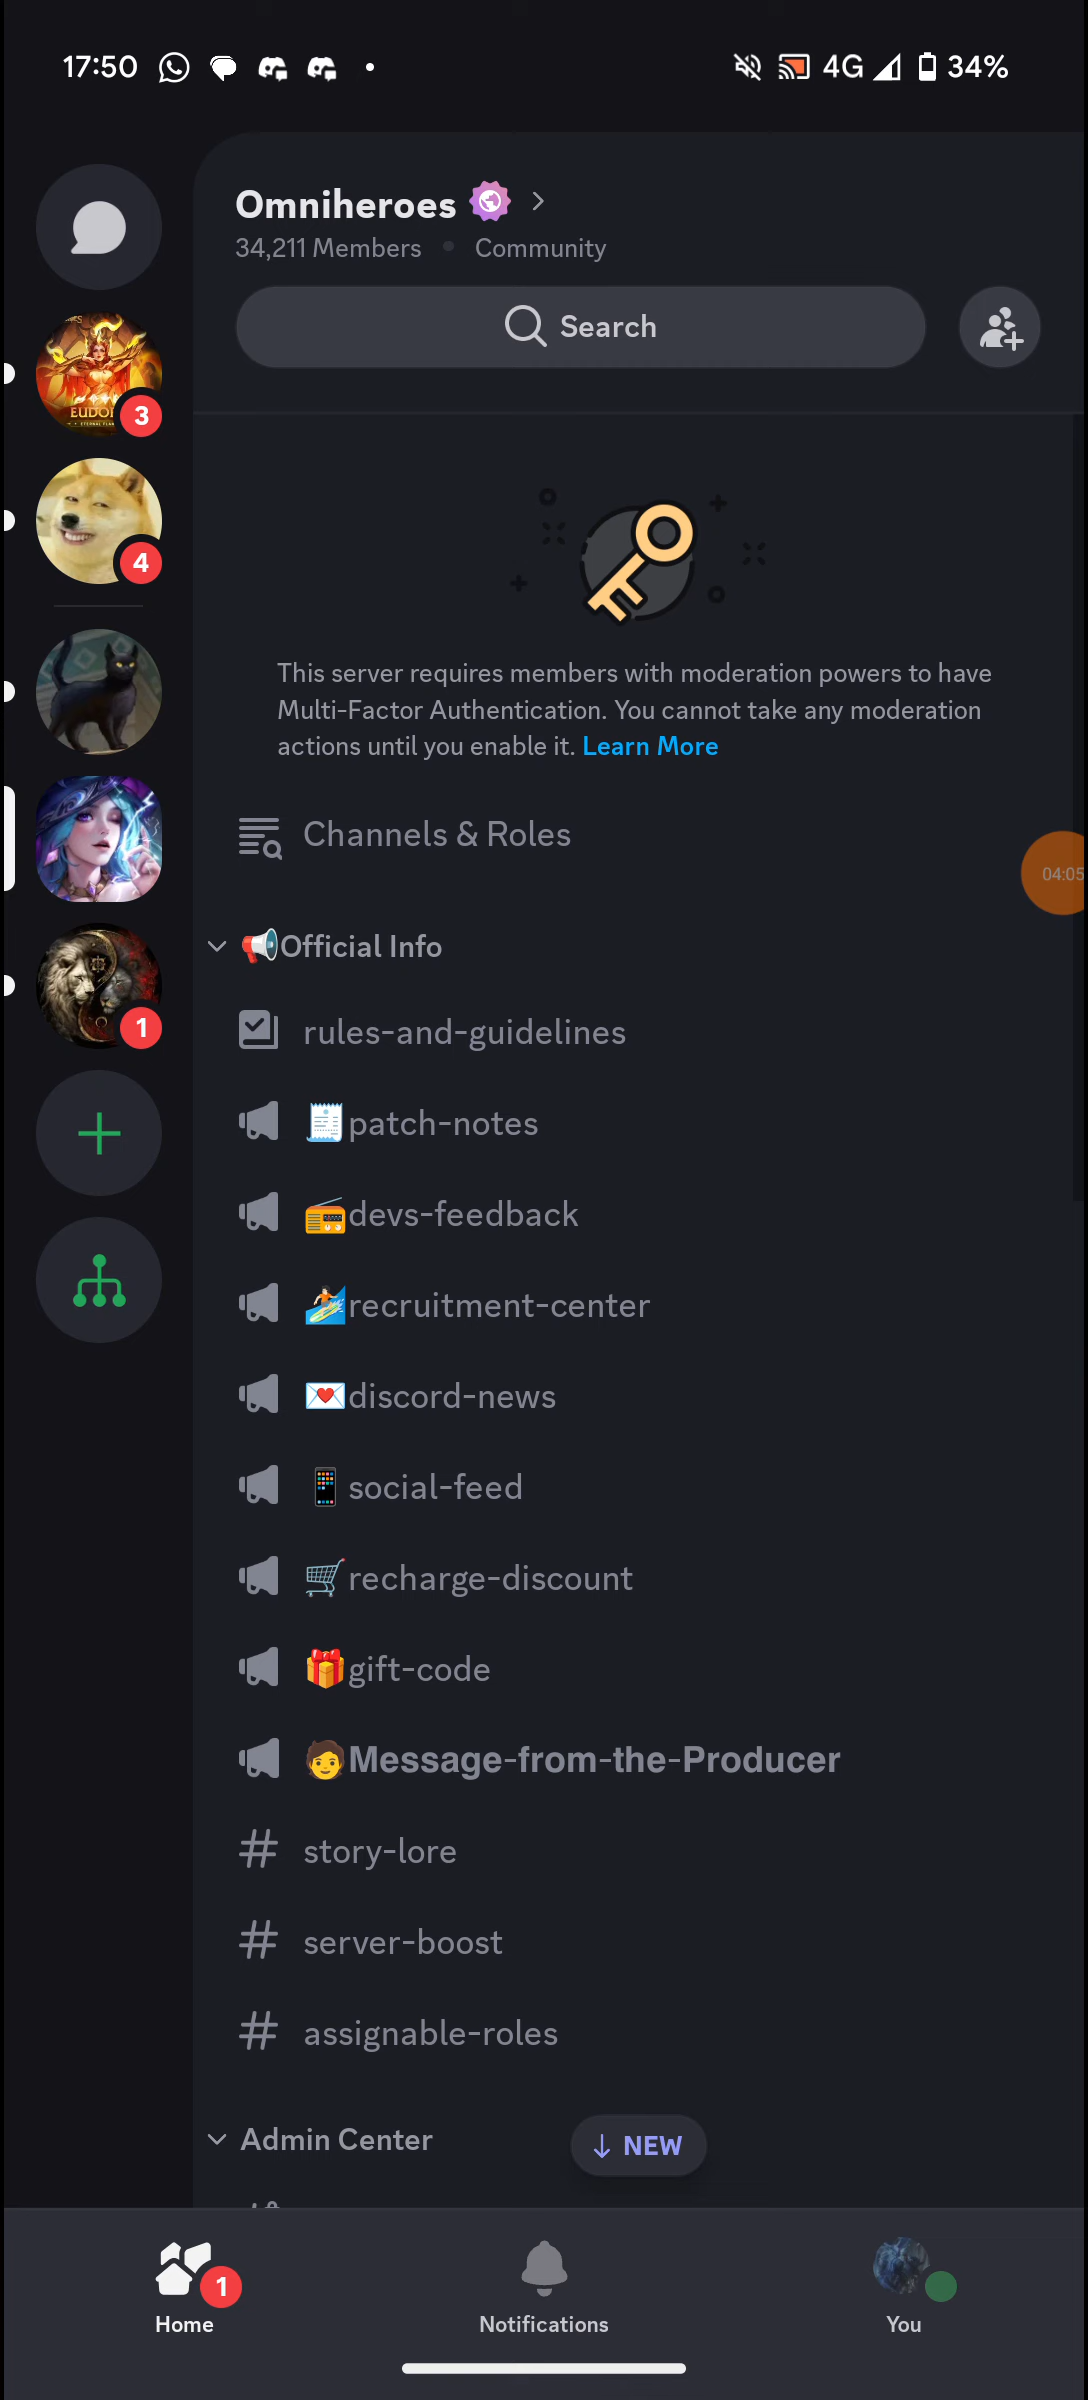 17:50
4G
34%
Omniheroes
34,211 Members • Community
Search
EUDO
3
4
This server requires members with moderation powers to have
Multi-Factor Authentication. You cannot take any moderation
actions until you enable it. Learn More
Channels & Roles
04:05
Official Info
rules-and-guidelines
1
patch-notes
devs-feedback
recruitment-center
discord-news
social-feed
recharge-discount
gift-code
Message-from-the-Producer
story-lore
server-boost
assignable-roles
Admin Center
NEW
1
Home
Notifications
You